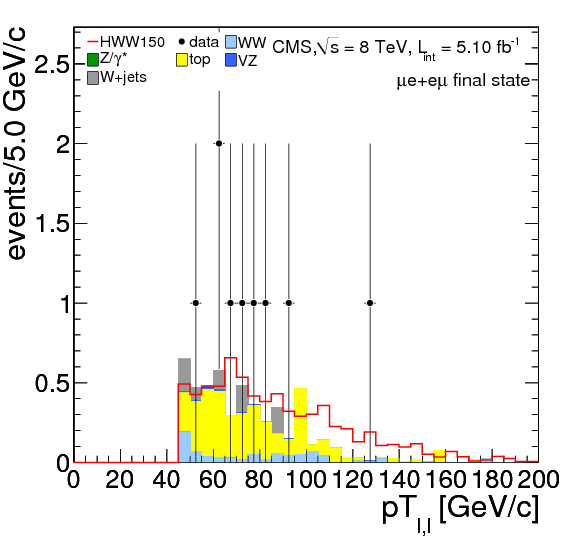 HWW150 data WW CMS,√s = 8 TeV, L_int = 5.10 fb⁻¹
Z/γ* top VZ
W+jets μe+eμ final state
events/5.0 GeV/c
2.5
2
1.5
1
0.5
0
0 20 40 60 80 100 120 140 160 180 200
pT_l,l [GeV/c]